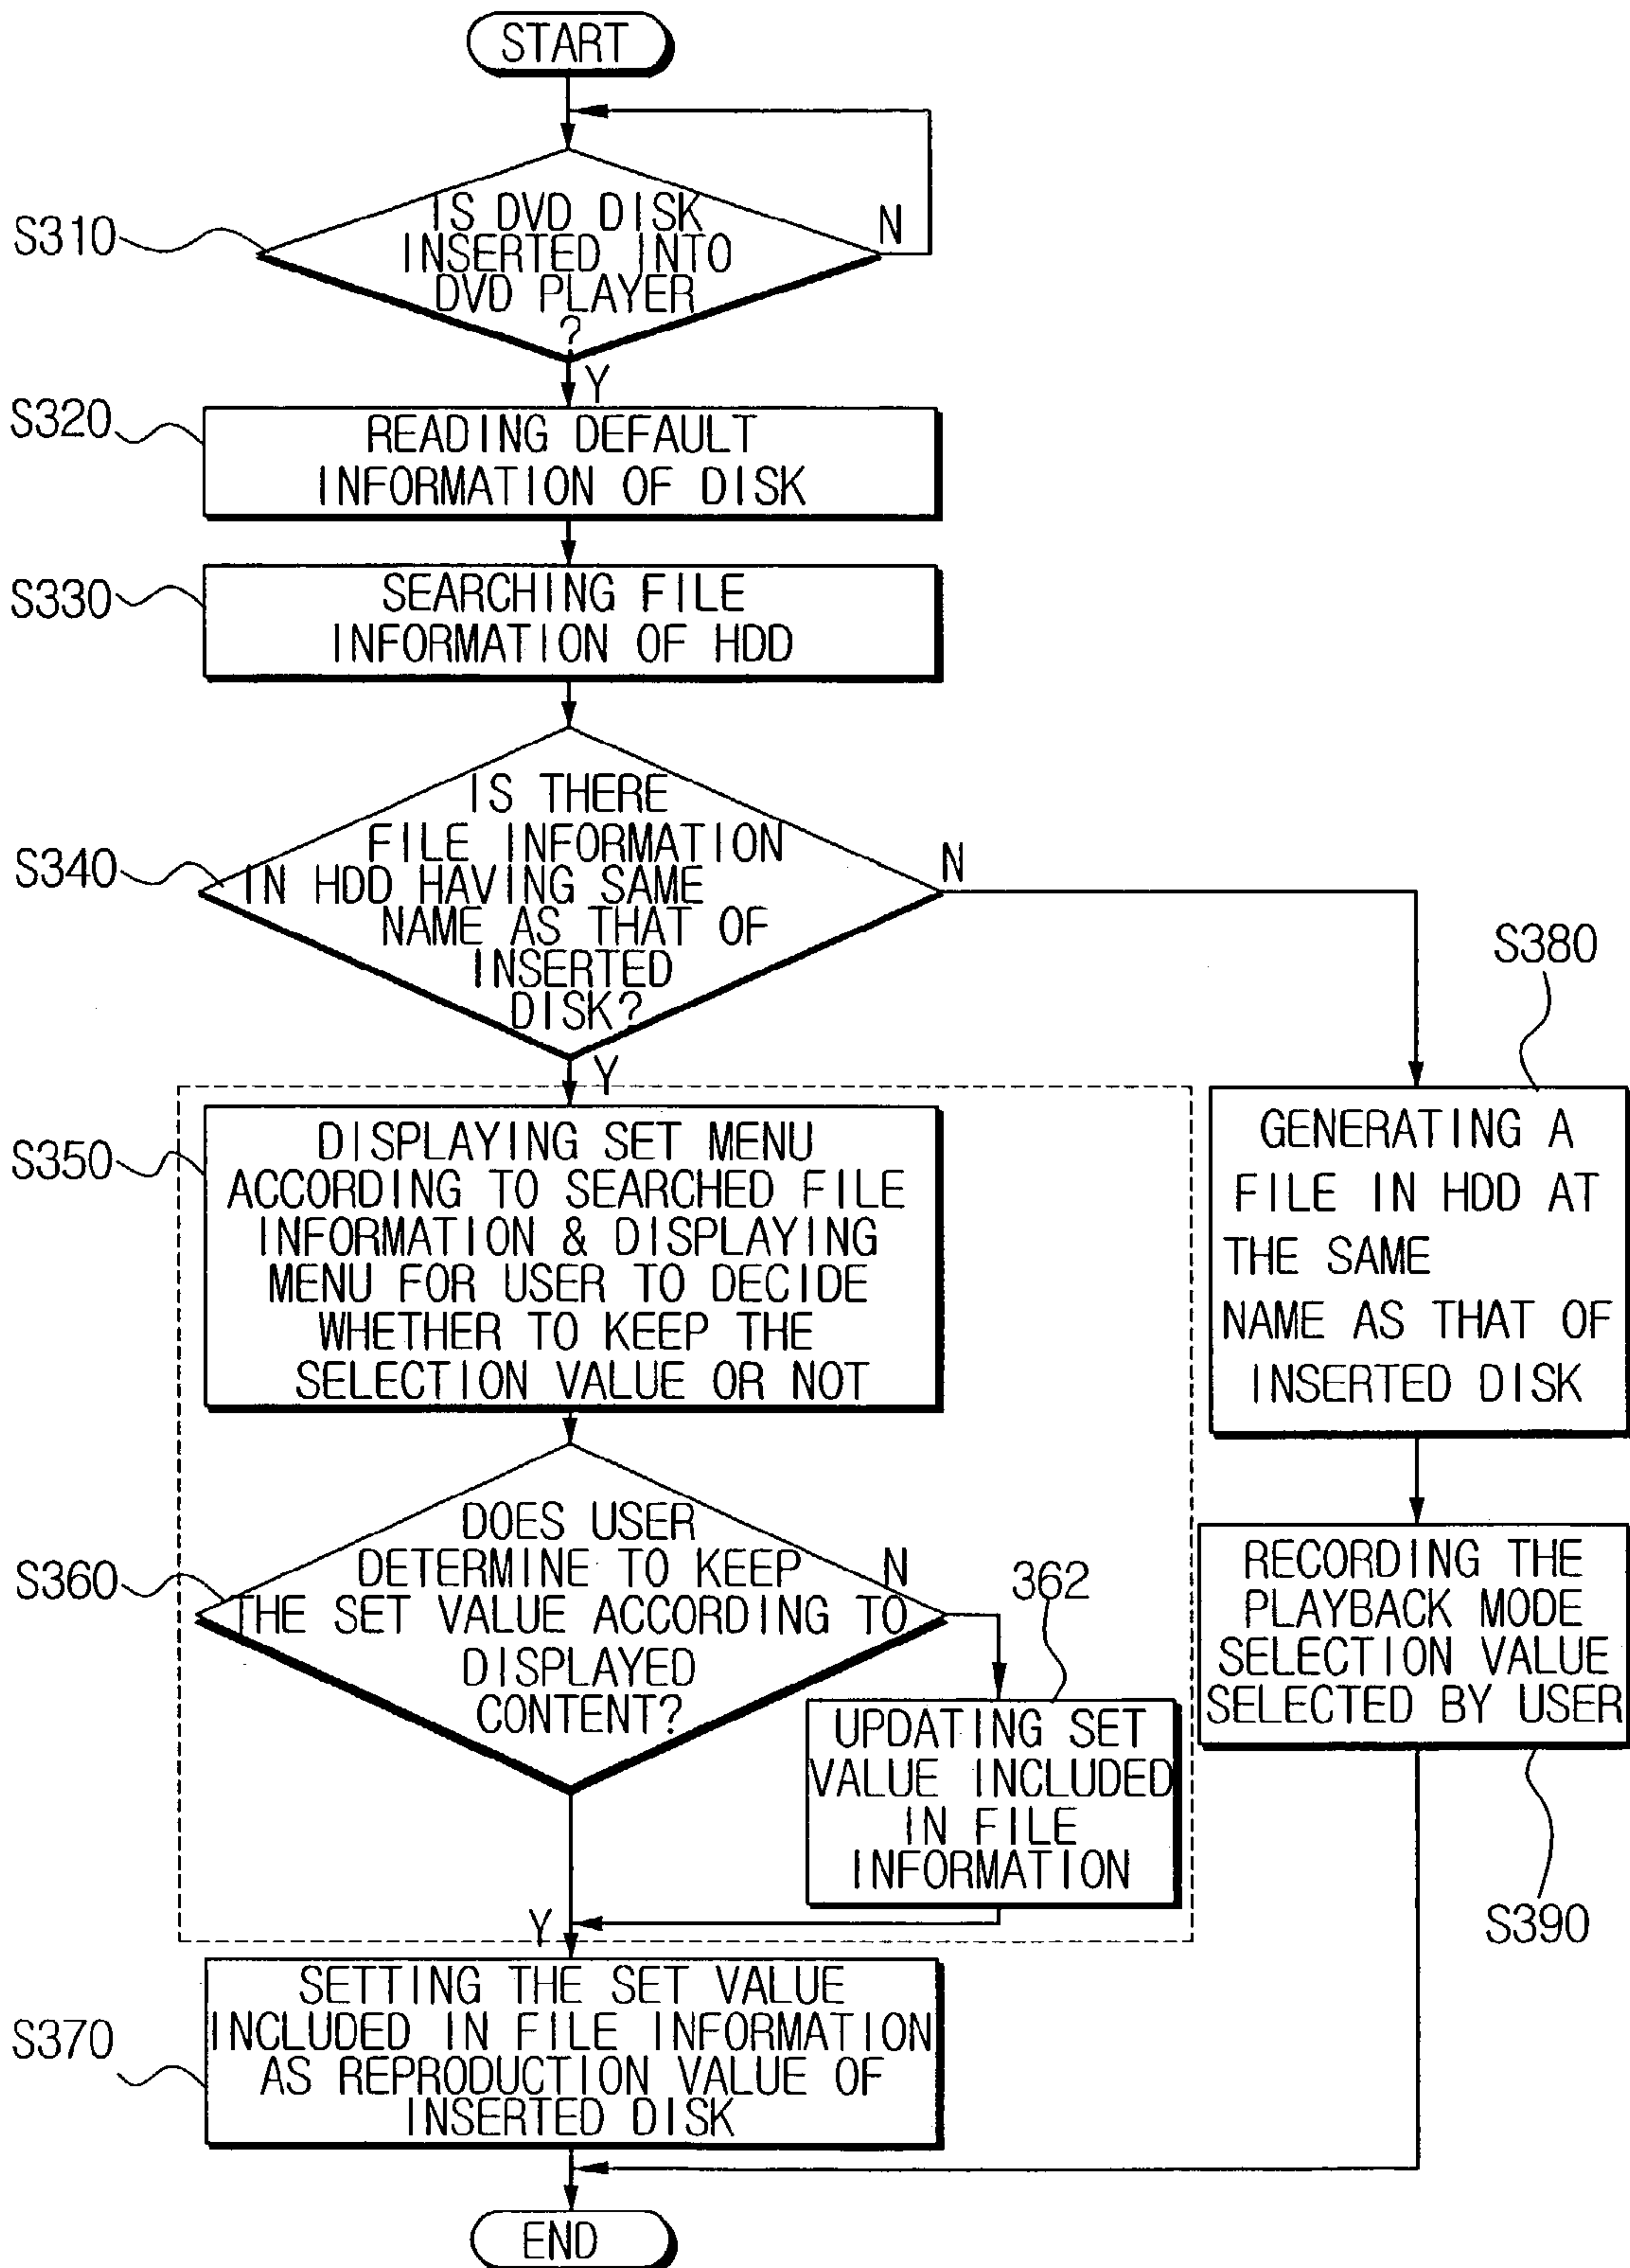 START
IS DVD DISK
INSERTED INTO
DVD PLAYER
?
N
S310
Y
S320
READING DEFAULT
INFORMATION OF DISK
S330
SEARCHING FILE
INFORMATION OF HDD
IS THERE
FILE INFORMATION
IN HDD HAVING SAME
NAME AS THAT OF
INSERTED
DISK?
S340
N
Y
S350
DISPLAYING SET MENU
ACCORDING TO SEARCHED FILE
INFORMATION & DISPLAYING
MENU FOR USER TO DECIDE
WHETHER TO KEEP THE
SELECTION VALUE OR NOT
S360
DOES USER
DETERMINE TO KEEP
THE SET VALUE ACCORDING TO
DISPLAYED
CONTENT?
N
362
UPDATING SET
VALUE INCLUDED
IN FILE
INFORMATION
Y
S370
SETTING THE SET VALUE
INCLUDED IN FILE INFORMATION
AS REPRODUCTION VALUE OF
INSERTED DISK
S380
GENERATING A
FILE IN HDD AT
THE SAME
NAME AS THAT OF
INSERTED DISK
RECORDING THE
PLAYBACK MODE
SELECTION VALUE
SELECTED BY USER
S390
END